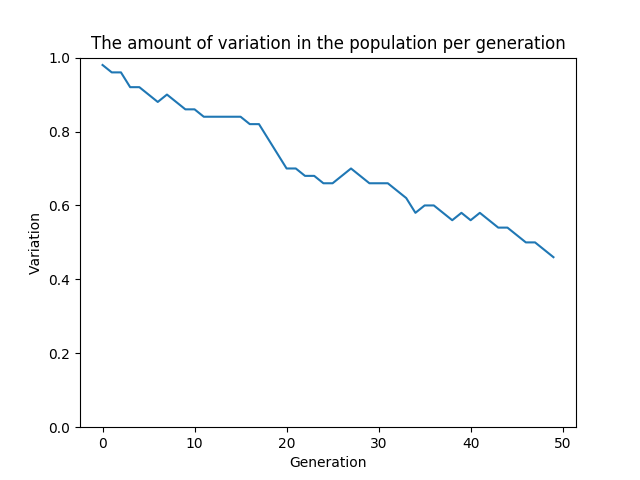 The amount of variation in the population per generation
1.0
0.8
0.6
0.4
0.2
0.0
Variation
0 10 20 30 40 50
Generation